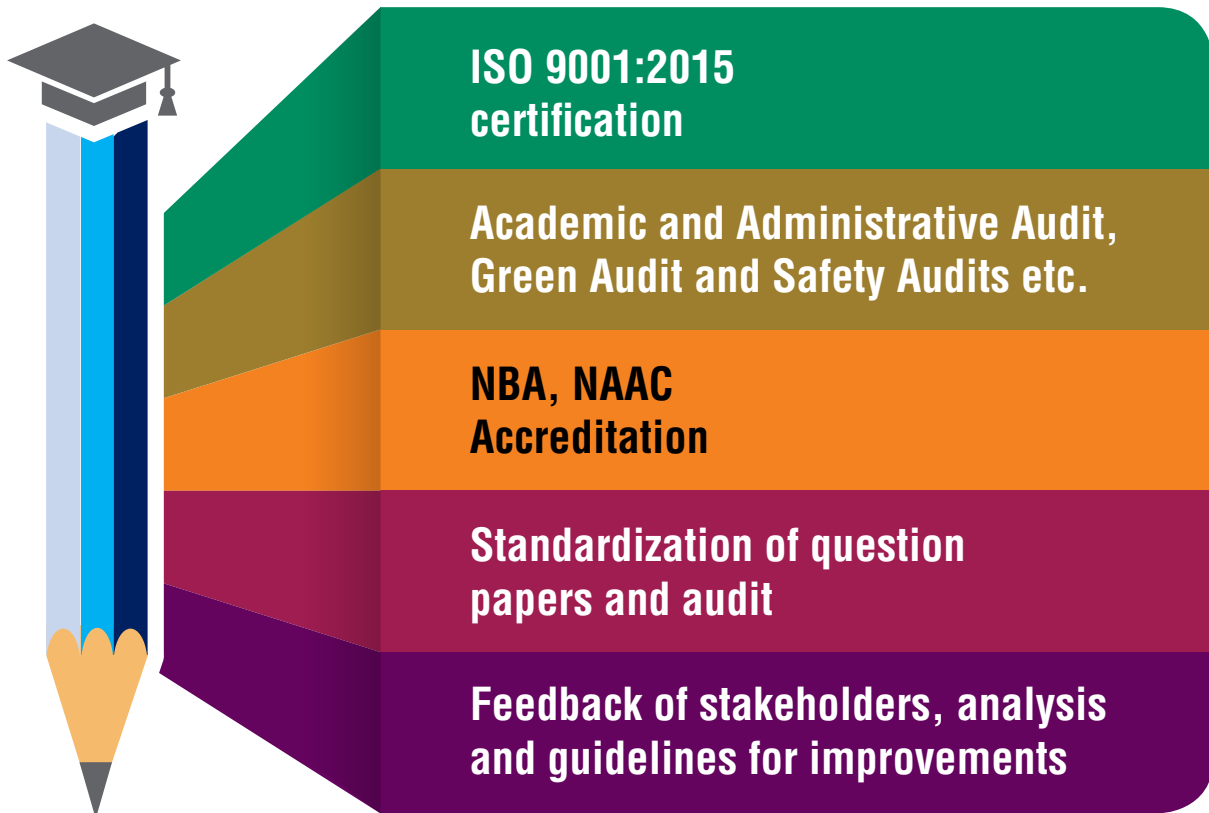 ISO 9001:2015
certification
Academic and Administrative Audit,
Green Audit and Safety Audits etc.
NBA, NAAC
Accreditation
Standardization of question
papers and audit
Feedback of stakeholders, analysis
and guidelines for improvements